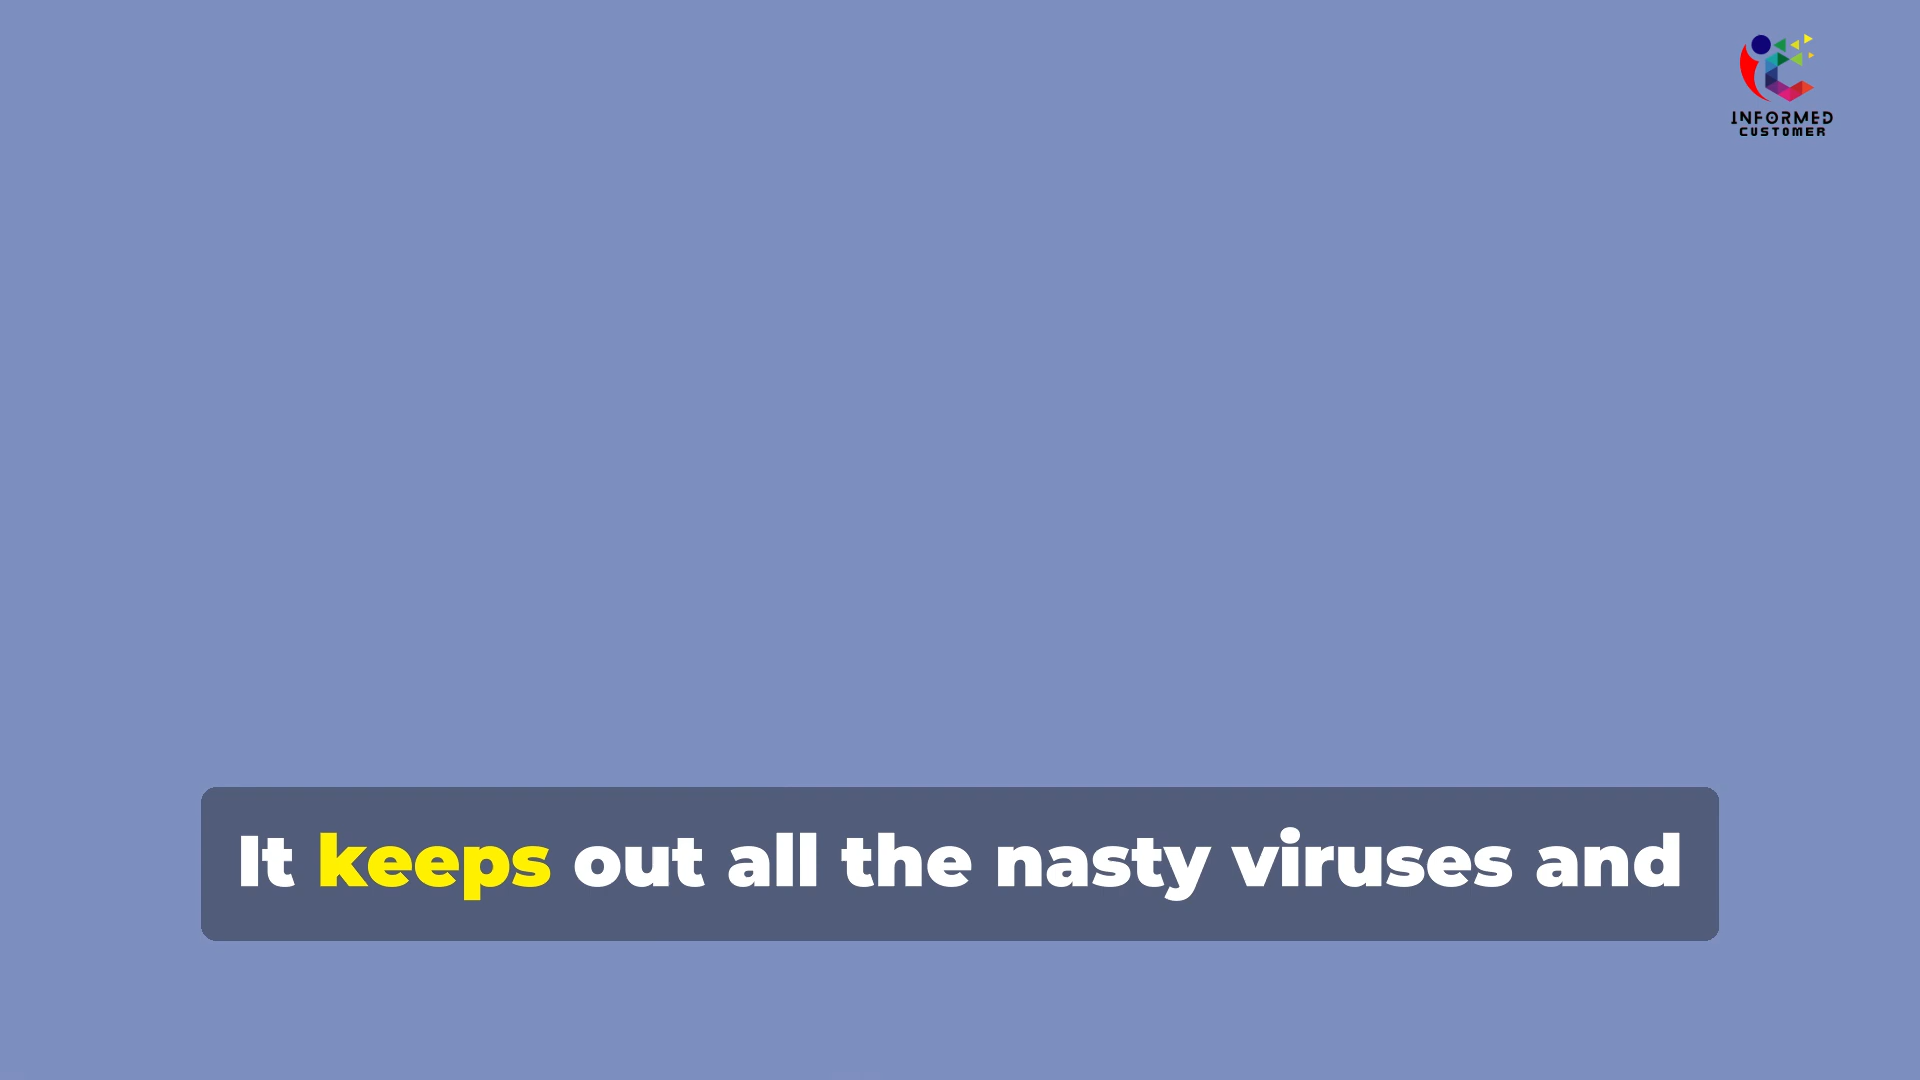 INFORMED
CUSTOMER
It keeps out all the nasty viruses and